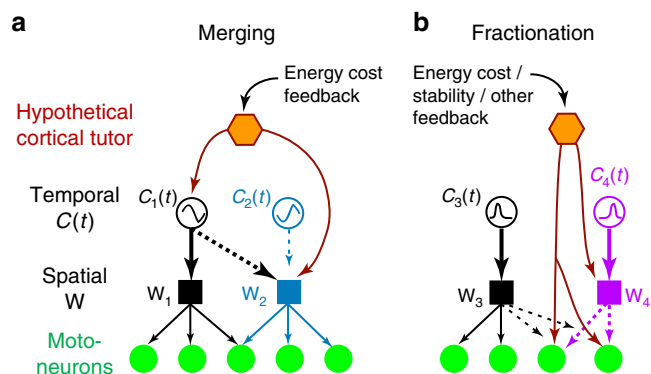 a
Merging
Energy cost
feedback
Hypothetical
cortical tutor
Temporal
C(t)
C₁(t)
C₂(t)
Spatial
W
W₁
W₂
Moto-
neurons
b
Fractionation
Energy cost /
stability / other
feedback
C₃(t)
C₄(t)
W₃
W₄